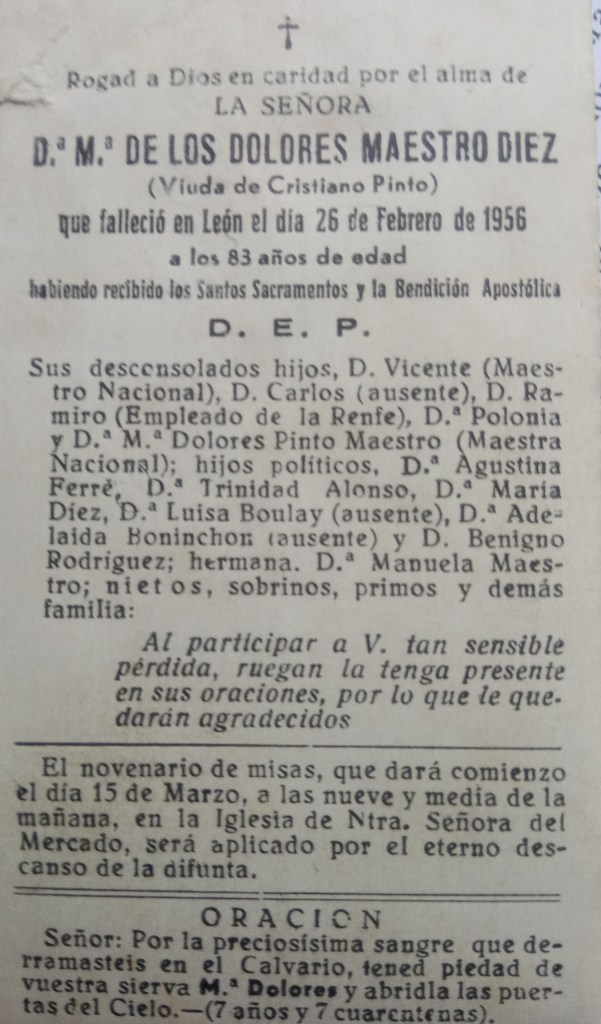 Rogad a Dios en caridad por el alma de
LA SEÑORA
D.ª M.ª DE LOS DOLORES MAESTRO DIEZ
(Viuda de Cristiano Pinto)
que falleció en León el día 26 de Febrero de 1956
a los 83 años de edad
habiendo recibido los Santos Sacramentos y la Bendición Apostólica
D. E. P.
Sus desconsolados hijos, D. Vicente (Maes-
tro Nacional), D. Carlos (ausente), D. Ra-
miro (Empleado de la Renfe), D.ª Polonia
y D.ª M.ª Dolores Pinto Maestro (Maestra
Nacional); hijos políticos, D.ª Agustina
Ferrè, D.ª Trinidad Alonso, D.ª María
Díez, D.ª Luisa Boulay (ausente), D.ª Ade-
laida Boninchon (ausente) y D. Benigno
Rodríguez; hermana. D.ª Manuela Maes-
tro; nietos, sobrinos, primos y demás
familia:
Al participar a V. tan sensible
pérdida, ruegan la tenga presente
en sus oraciones, por lo que le que-
darán agradecidos
El novenario de misas, que dará comienzo
el día 15 de Marzo, a las nueve y media de la
mañana, en la Iglesia de Ntra. Señora del
Mercado, será aplicado por el eterno des-
canso de la difunta.
ORACION
Señor: Por la preciosísima sangre que de-
rramasteis en el Calvario, tened piedad de
vuestra sierva M.ª Dolores y abridla las puer-
tas del Cielo.—(7 años y 7 cuarentenas).